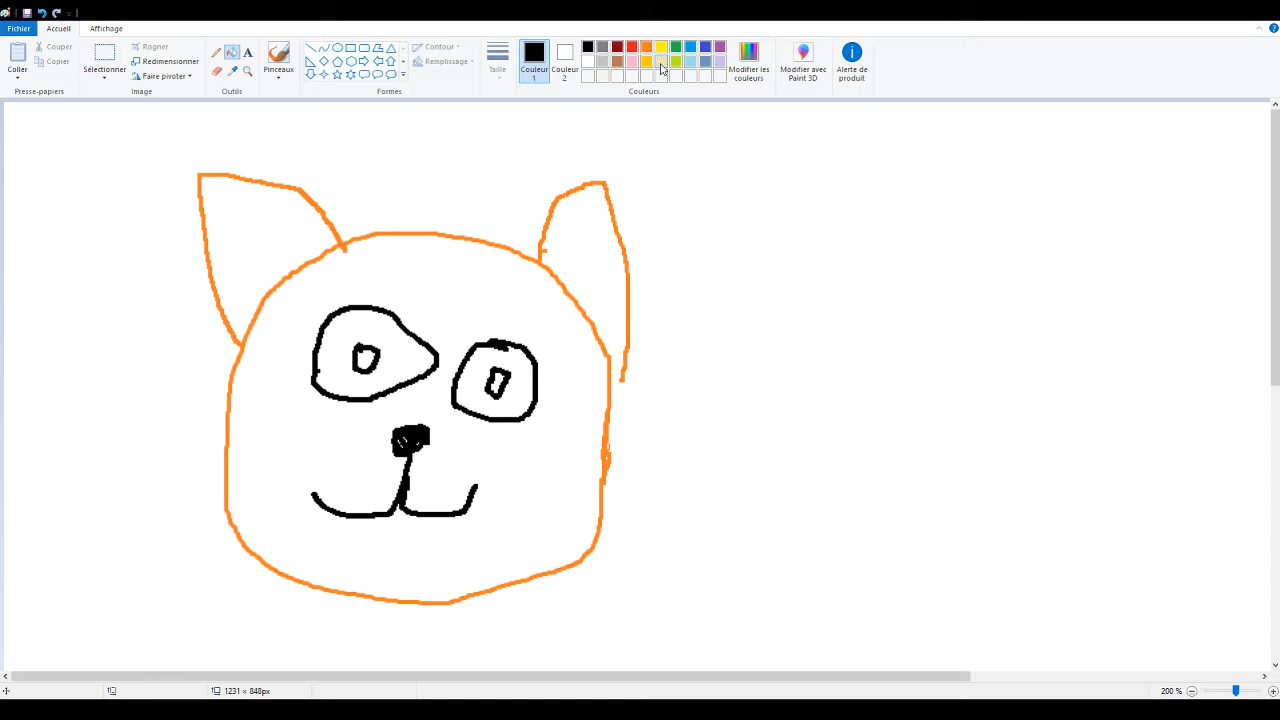 Fichier Accueil Affichage
Coller
Couper
Copier
Presse-papiers
Sélectionner
Rogner
Redimensionner
Faire pivoter
Image
A
Outils
Pinceaux
Contour
Remplissage
Formes
Taille
Couleur 1
Couleur 2
Couleurs
Modifier les couleurs
Modifier avec Paint 3D
Alerte de produit
1231 × 848px
200 %